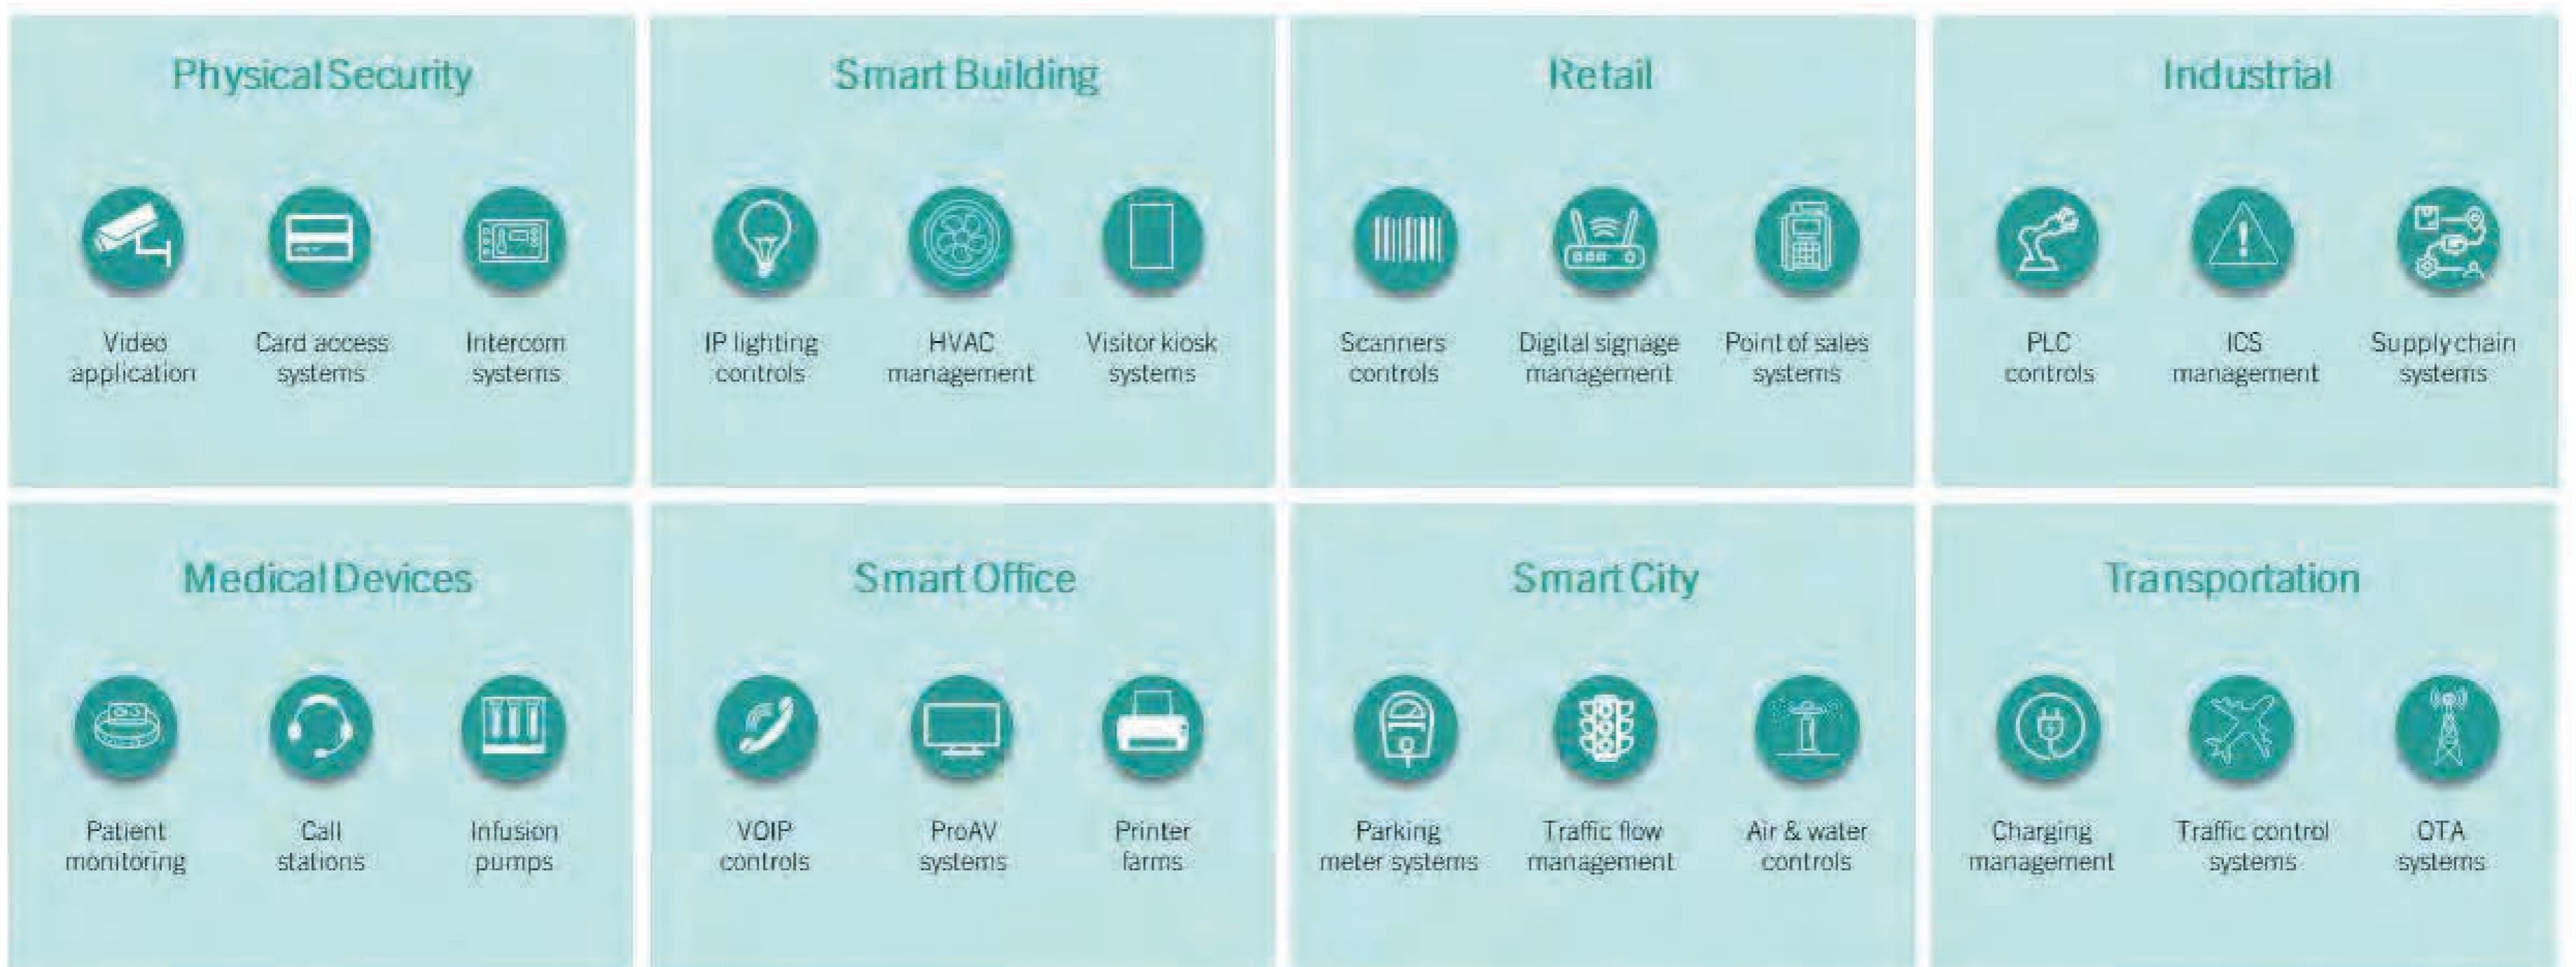 Physical Security
Video
application
Card access
systems
Intercom
systems
Smart Building
IP lighting
controls
HVAC
management
Visitor kiosk
systems
Retail
Scanners
controls
Digital signage
management
Point of sales
systems
Industrial
PLC
controls
ICS
management
Supply chain
systems
Medical Devices
Patient
monitoring
Call
stations
Infusion
pumps
Smart Office
VOIP
controls
ProAV
systems
Printer
farms
Smart City
Parking
meter systems
Traffic flow
management
Air & water
controls
Transportation
Charging
management
Traffic control
systems
OTA
systems